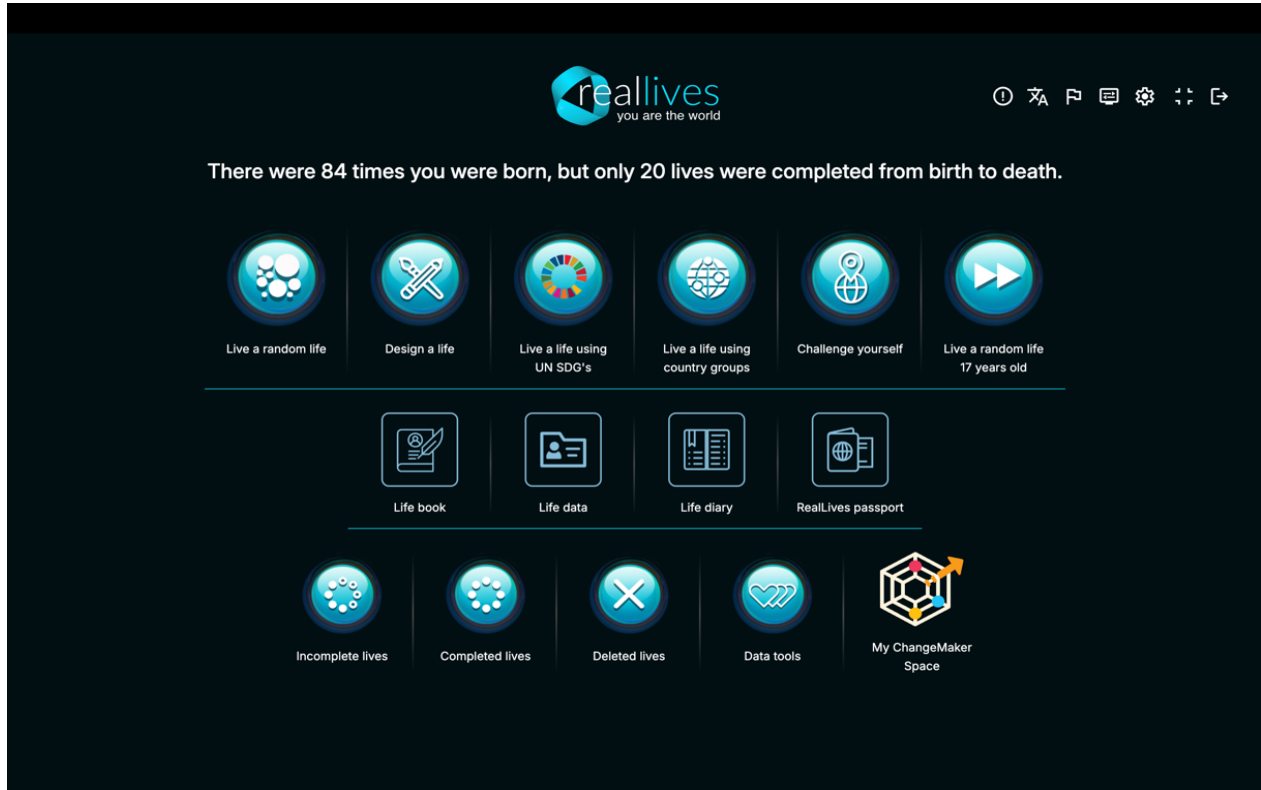 reallives
you are the world
There were 84 times you were born, but only 20 lives were completed from birth to death.
Live a random life
Design a life
Live a life using
UN SDG's
Live a life using
country groups
Challenge yourself
Live a random life
17 years old
Life book
Life data
Life diary
RealLives passport
Incomplete lives
Completed lives
Deleted lives
Data tools
My ChangeMaker
Space